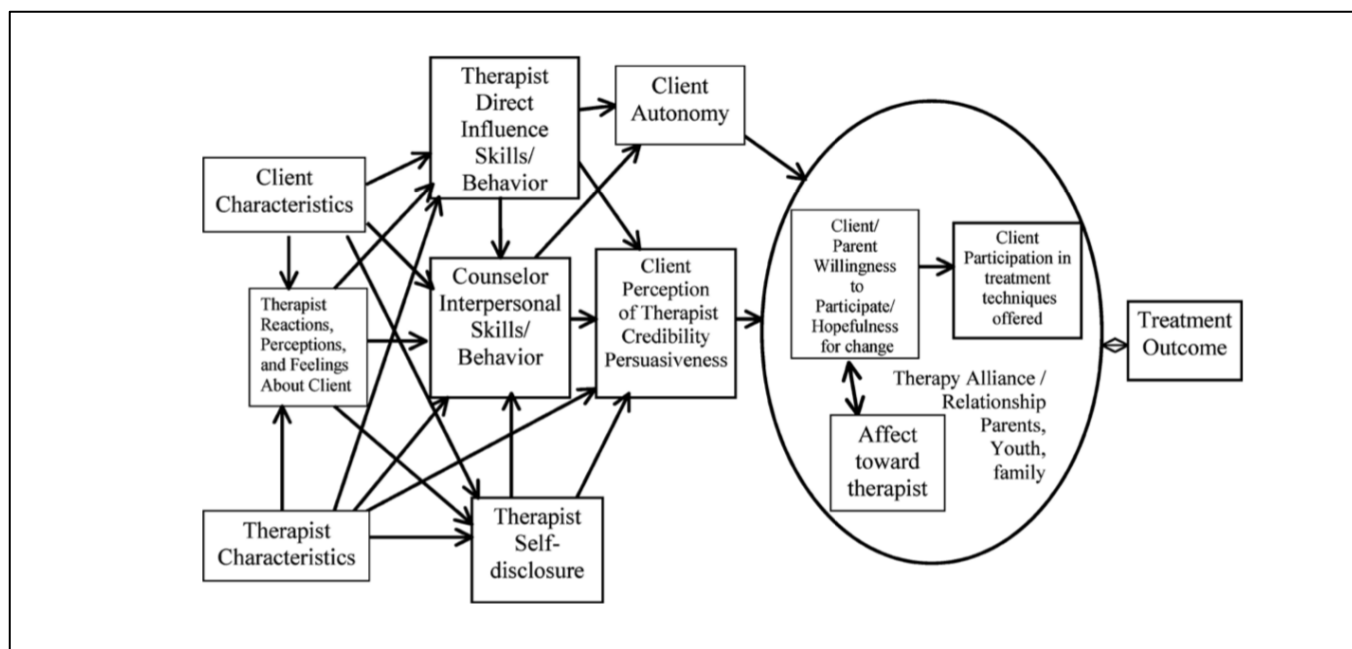 Therapist
Direct
Influence
Skills/
Behavior
Client
Autonomy
Client
Characteristics
Client/
Parent
Willingness
to
Participate/
Hopefulness
for change
Client
Participation in
treatment
techniques
offered
Counselor
Interpersonal
Skills/
Behavior
Client
Perception
of Therapist
Credibility
Persuasiveness
Therapist
Reactions,
Perceptions,
and Feelings
About Client
Treatment
Outcome
Therapy Alliance /
Relationship
Parents,
Youth,
family
Affect
toward
therapist
Therapist
Characteristics
Therapist
Self-
disclosure